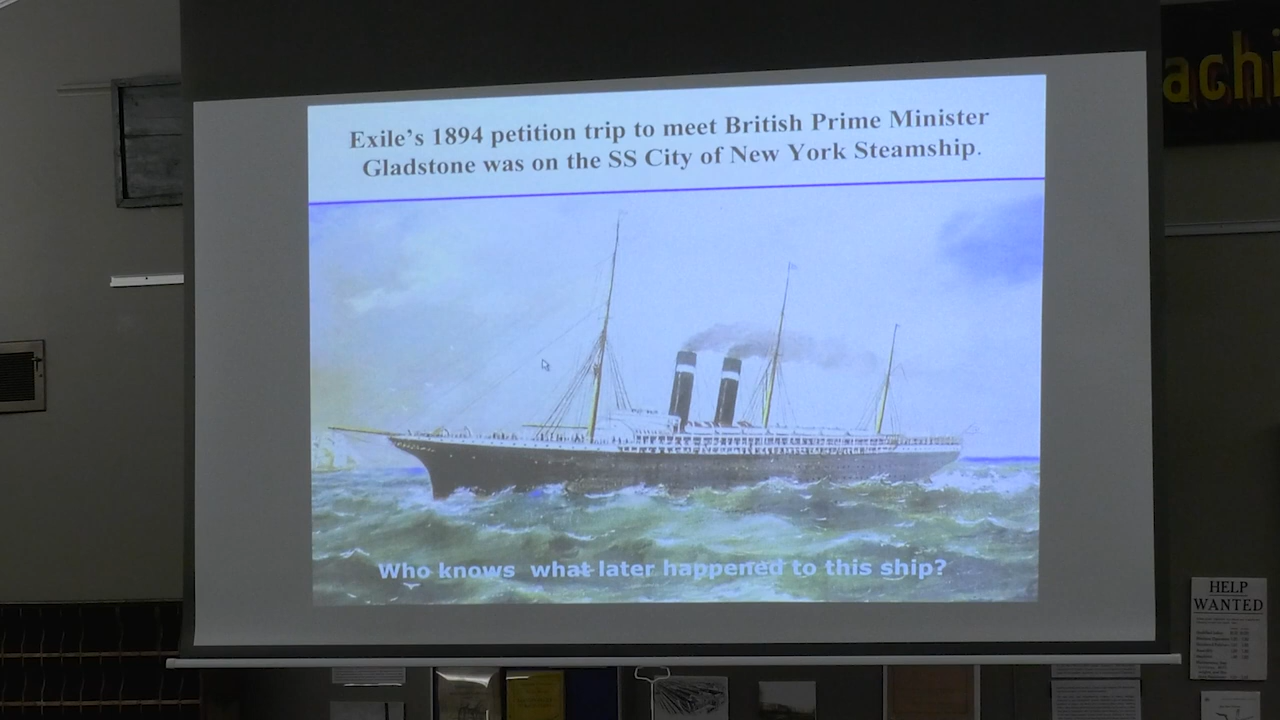 achi
Exile's 1894 petition trip to meet British Prime Minister
Gladstone was on the SS City of New York Steamship.
Who knows what later happened to this ship?
HELP
WANTED